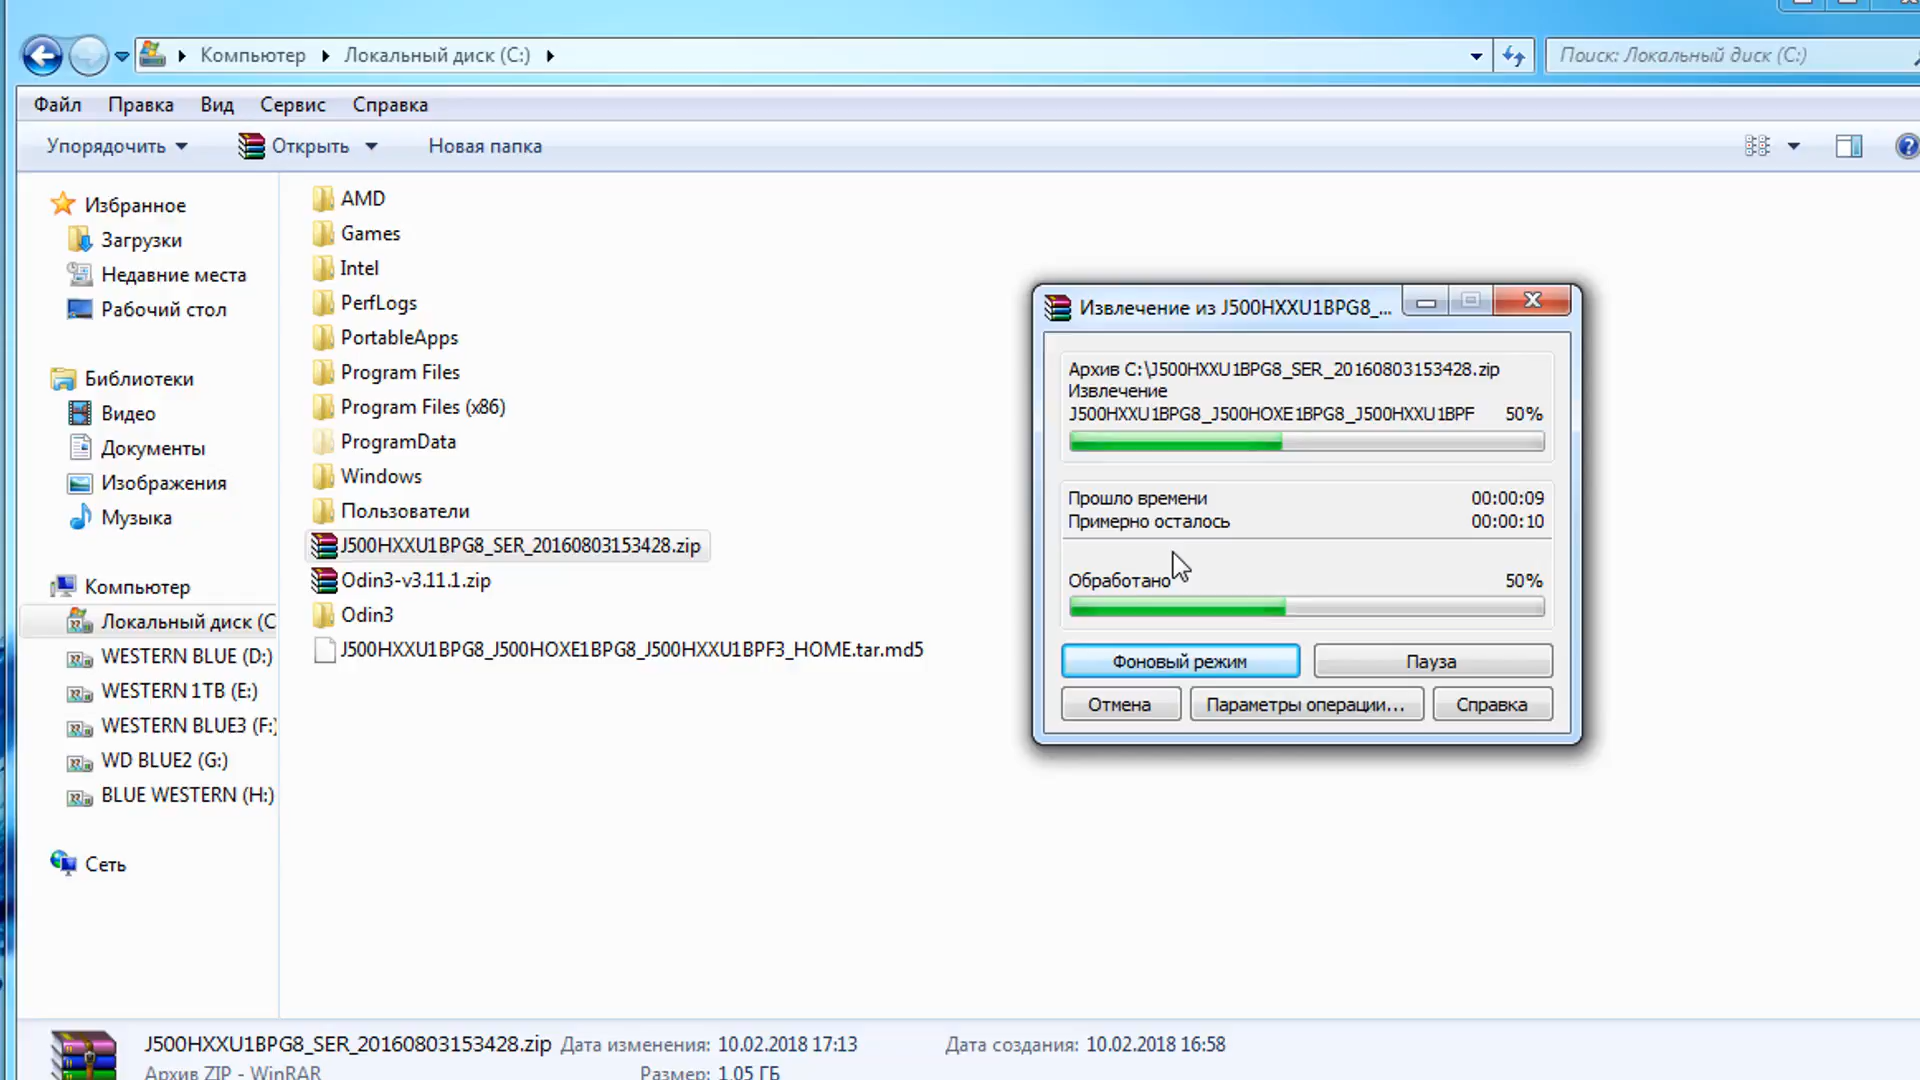 Компьютер ▸ Локальный диск (C:) ▸
Поиск: Локальный диск (C:)
Файл Правка Вид Сервис Справка
Упорядочить Открыть Новая папка
Избранное
Загрузки
Недавние места
Рабочий стол
Библиотеки
Видео
Документы
Изображения
Музыка
Компьютер
Локальный диск (C
WESTERN BLUE (D:)
WESTERN 1TB (E:)
WESTERN BLUE3 (F:)
WD BLUE2 (G:)
BLUE WESTERN (H:)
Сеть
AMD
Games
Intel
PerfLogs
PortableApps
Program Files
Program Files (x86)
ProgramData
Windows
Пользователи
J500HXXU1BPG8_SER_20160803153428.zip
Odin3-v3.11.1.zip
Odin3
J500HXXU1BPG8_J500HOXE1BPG8_J500HXXU1BPF3_HOME.tar.md5
Извлечение из J500HXXU1BPG8_...
Архив C:\J500HXXU1BPG8_SER_20160803153428.zip
Извлечение
J500HXXU1BPG8_J500HOXE1BPG8_J500HXXU1BPF 50%
Прошло времени 00:00:09
Примерно осталось 00:00:10
Обработано 50%
Фоновый режим Пауза
Отмена Параметры операции... Справка
J500HXXU1BPG8_SER_20160803153428.zip Дата изменения: 10.02.2018 17:13 Дата создания: 10.02.2018 16:58
Архив ZIP - WinRAR Размер: 1,05 ГБ